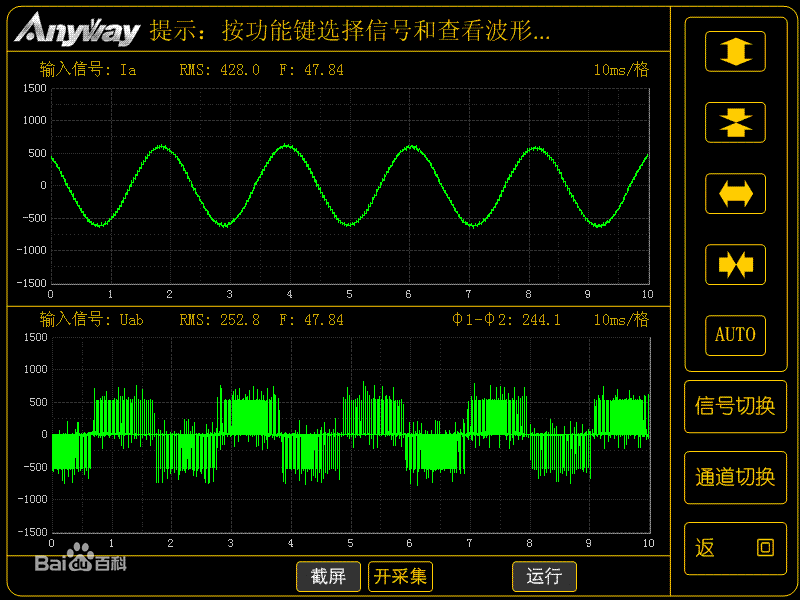 Anyway 提示：按功能键选择信号和查看波形...
输入信号: Ia RMS: 428.0 F: 47.84 10ms/格
1500
1000
500
0
-500
-1000
-1500
0 1 2 3 4 5 6 7 8 9 10
输入信号: Uab RMS: 252.8 F: 47.84 Φ1-Φ2: 244.1 10ms/格
1500
1000
500
0
-500
-1000
-1500
0 1 2 3 4 5 6 7 8 9 10
Bai du 百科
截屏 开采集 运行
AUTO
信号切换
通道切换
返 回